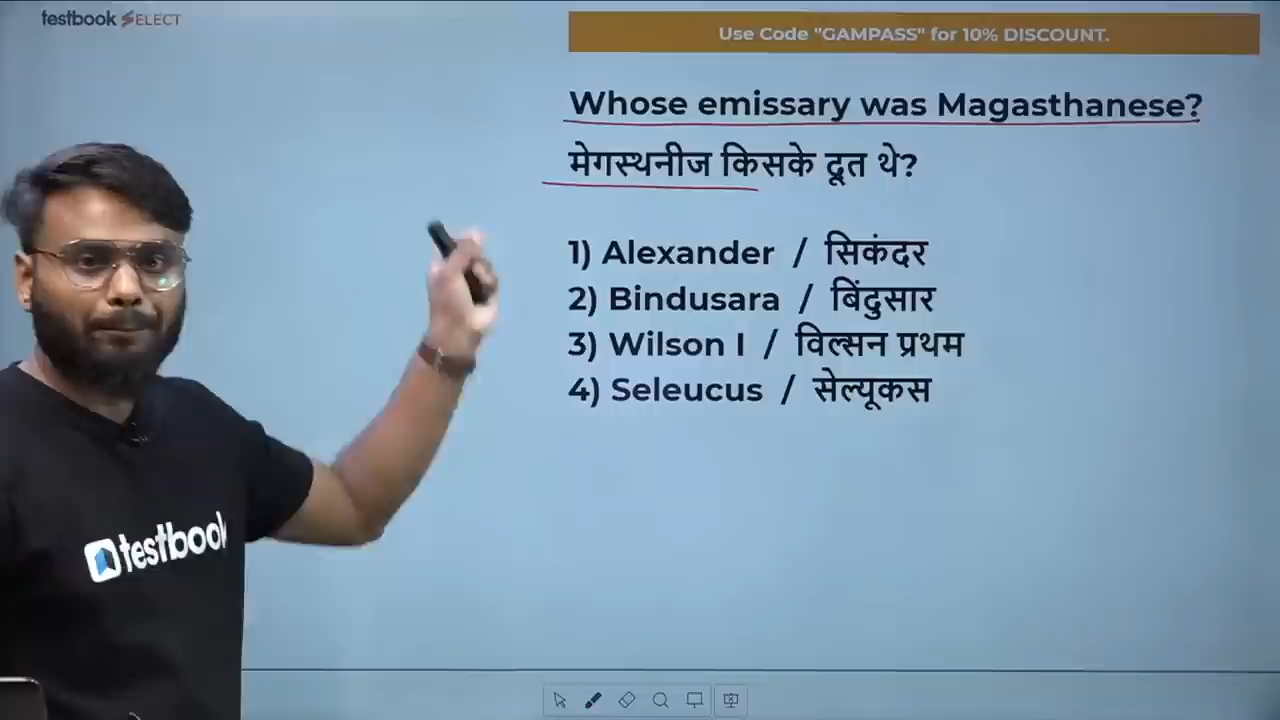 testbook SELECT
Use Code "GAMPASS" for 10% DISCOUNT.
Whose emissary was Magasthanese?
मेगस्थनीज किसके दूत थे?
1) Alexander / सिकंदर
2) Bindusara / बिंदुसार
3) Wilson I / विल्सन प्रथम
4) Seleucus / सेल्यूकस
testbook